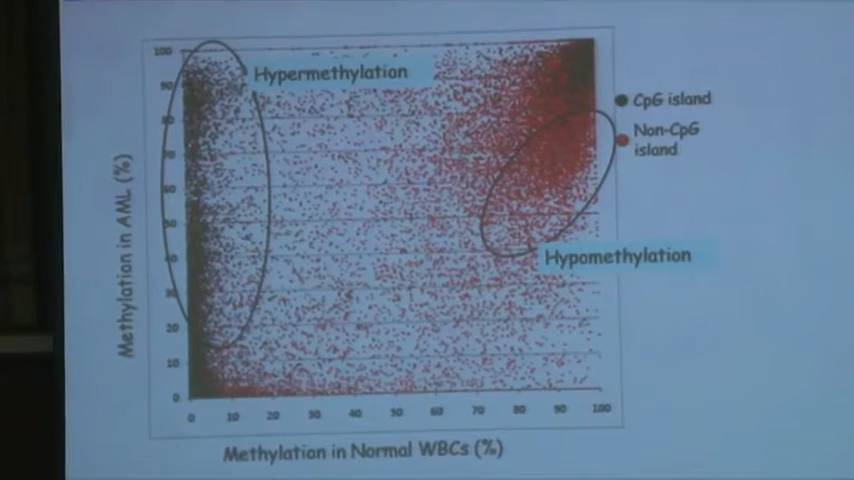 Hypermethylation
CpG island
Non-CpG
island
Hypomethylation
Methylation in AML (%)
100
90
80
70
60
50
40
30
20
10
0
0 10 20 30 40 50 60 70 80 90 100
Methylation in Normal WBCs (%)